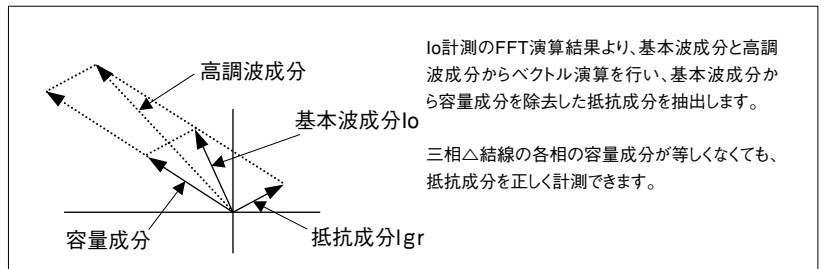 高調波成分
基本波成分Io
容量成分
抵抗成分Igr
Io計測のFFT演算結果より、基本波成分と高調
波成分からベクトル演算を行い、基本波成分か
ら容量成分を除去した抵抗成分を抽出します。
三相△結線の各相の容量成分が等しくなくても、
抵抗成分を正しく計測できます。